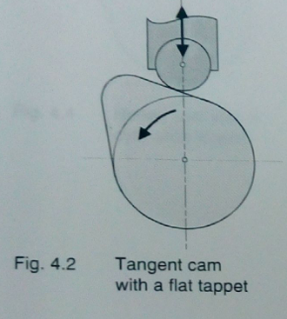 Fig. 4.2 Tangent cam
with a flat tappet